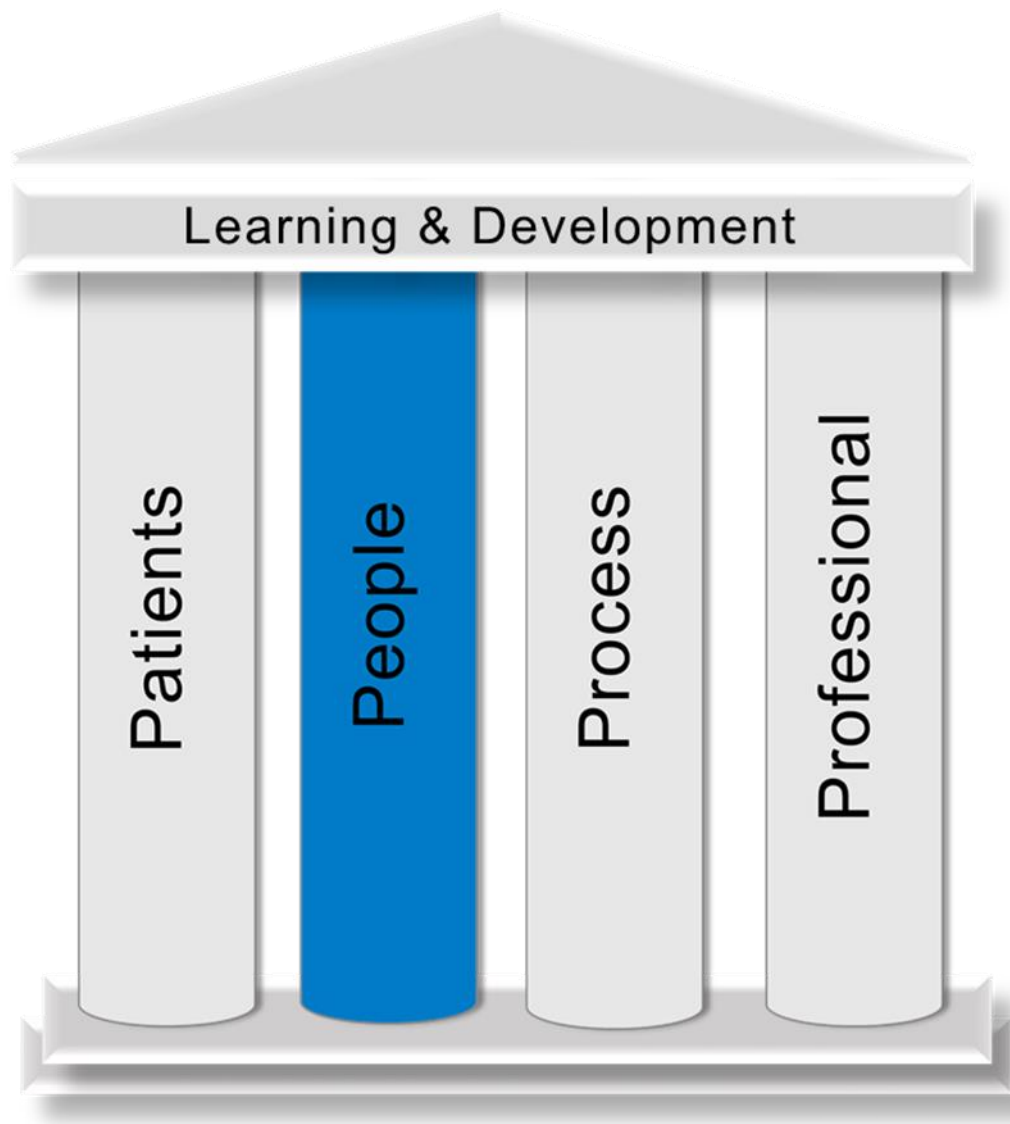 Learning & Development
Patients
People
Process
Professional